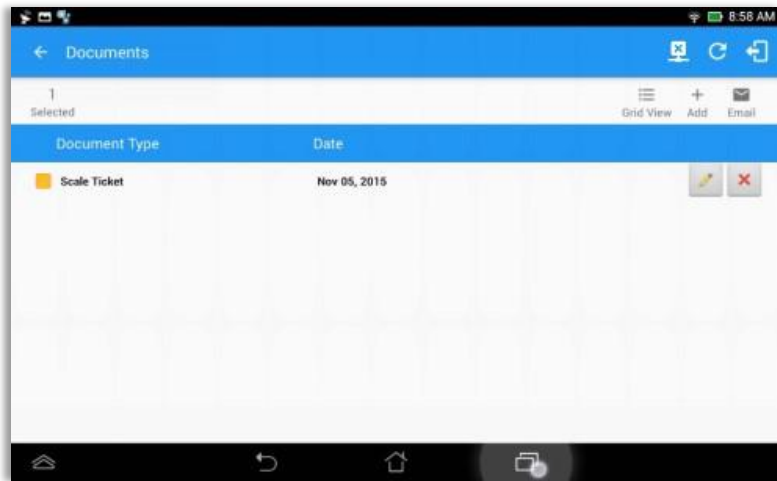 8:58 AM
Documents
1
Selected
Grid View Add Email
Document Type Date
Scale Ticket Nov 05, 2015